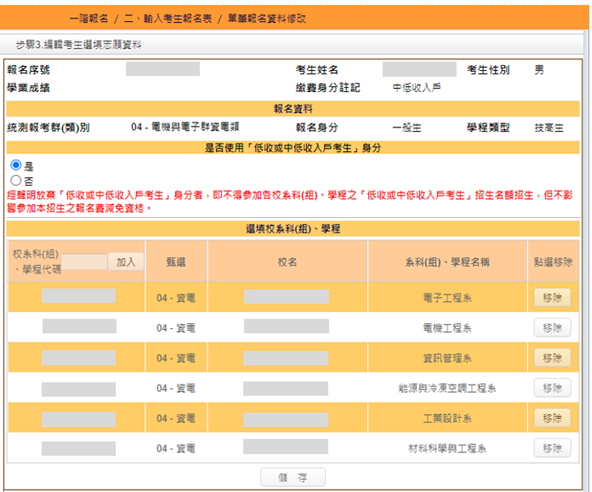 一階報名 / 二、輸入考生報名表 / 單筆報名資料修改
步驟3.編輯考生選填志願資料
報名序號 考生姓名 考生性別 男
學業成績 繳費身分註記 中低收入戶
報名資料
統測報考群(類)別 04 - 電機與電子群資電類 報名身分 一般生 學程類型 技高生
是否使用「低收或中低收入戶考生」身分
是
否
經聲明放棄「低收或中低收入戶考生」身分者，即不得參加各校系科(組)、學程之「低收或中低收入戶考生」招生名額招生，但不影
響參加本招生之報名費減免資格。
選填校系科(組)、學程
校系科(組)、學程代碼 加入 甄選 校名 系科(組)、學程名稱 點選移除
04 - 資電 電子工程系 移除
04 - 資電 電機工程系 移除
04 - 資電 資訊管理系 移除
04 - 資電 能源與冷凍空調工程系 移除
04 - 資電 工業設計系 移除
04 - 資電 材料科學與工程系 移除
儲 存